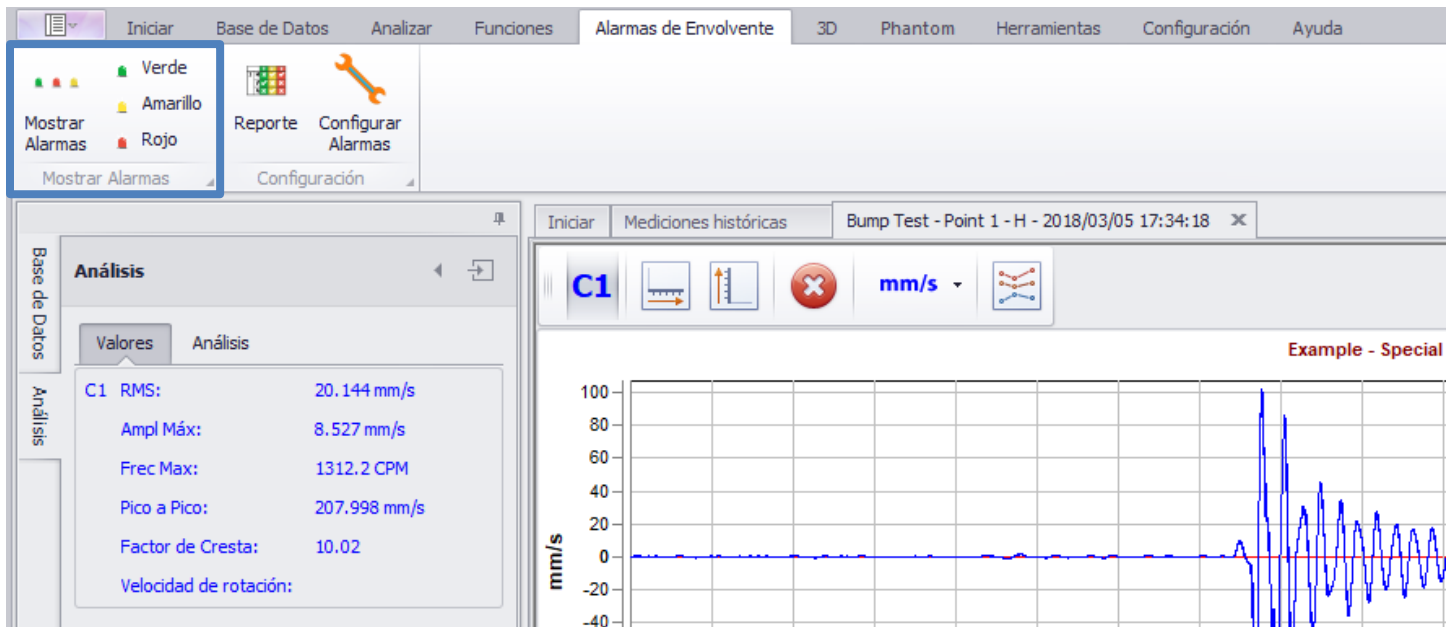 Iniciar Base de Datos Analizar Funciones Alarmas de Envolvente 3D Phantom Herramientas Configuración Ayuda
Verde
Amarillo
Rojo
Mostrar
Alarmas
Reporte
Configurar
Alarmas
Mostrar Alarmas
Configuración
Iniciar Mediciones históricas Bump Test - Point 1 - H - 2018/03/05 17:34:18
Base de Datos
Análisis
Análisis
Valores Análisis
C1 RMS: 20.144 mm/s
Ampl Máx: 8.527 mm/s
Frec Max: 1312.2 CPM
Pico a Pico: 207.998 mm/s
Factor de Cresta: 10.02
Velocidad de rotación:
C1 mm/s
Example - Special
mm/s
100
80
60
40
20
0
-20
-40